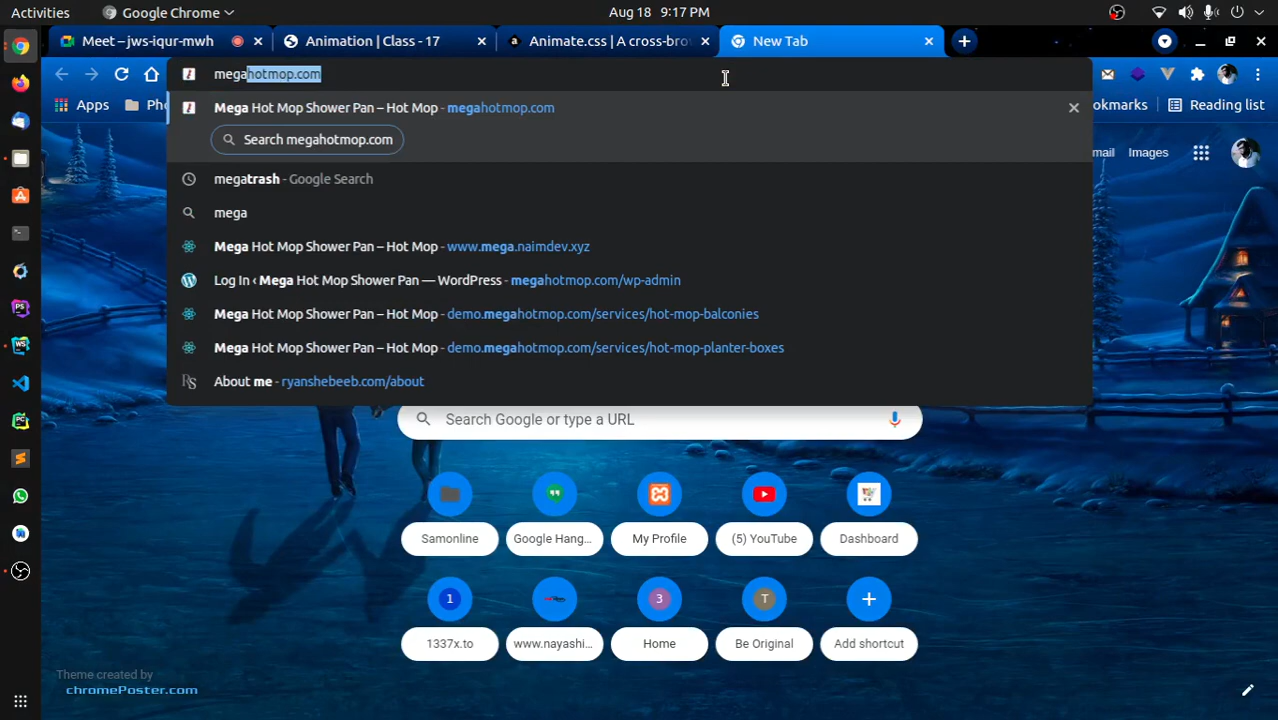 Activities
Google Chrome
Aug 18 9:17 PM
Meet – jws-iqur-mwh
Animation | Class - 17
Animate.css | A cross-brow
New Tab
megahotmop.com
Mega Hot Mop Shower Pan – Hot Mop - megahotmop.com
Apps
Pho
okmarks
Reading list
Search megahotmop.com
mail
Images
megatrash - Google Search
mega
Mega Hot Mop Shower Pan – Hot Mop - www.mega.naimdev.xyz
Log In ‹ Mega Hot Mop Shower Pan — WordPress - megahotmop.com/wp-admin
Mega Hot Mop Shower Pan – Hot Mop - demo.megahotmop.com/services/hot-mop-balconies
Mega Hot Mop Shower Pan – Hot Mop - demo.megahotmop.com/services/hot-mop-planter-boxes
RS
About me - ryanshebeeb.com/about
Search Google or type a URL
Samonline
Google Hang...
My Profile
(5) YouTube
Dashboard
1
3
T
1337x.to
www.nayashi...
Home
Be Original
Add shortcut
Theme created by
chromePoster.com